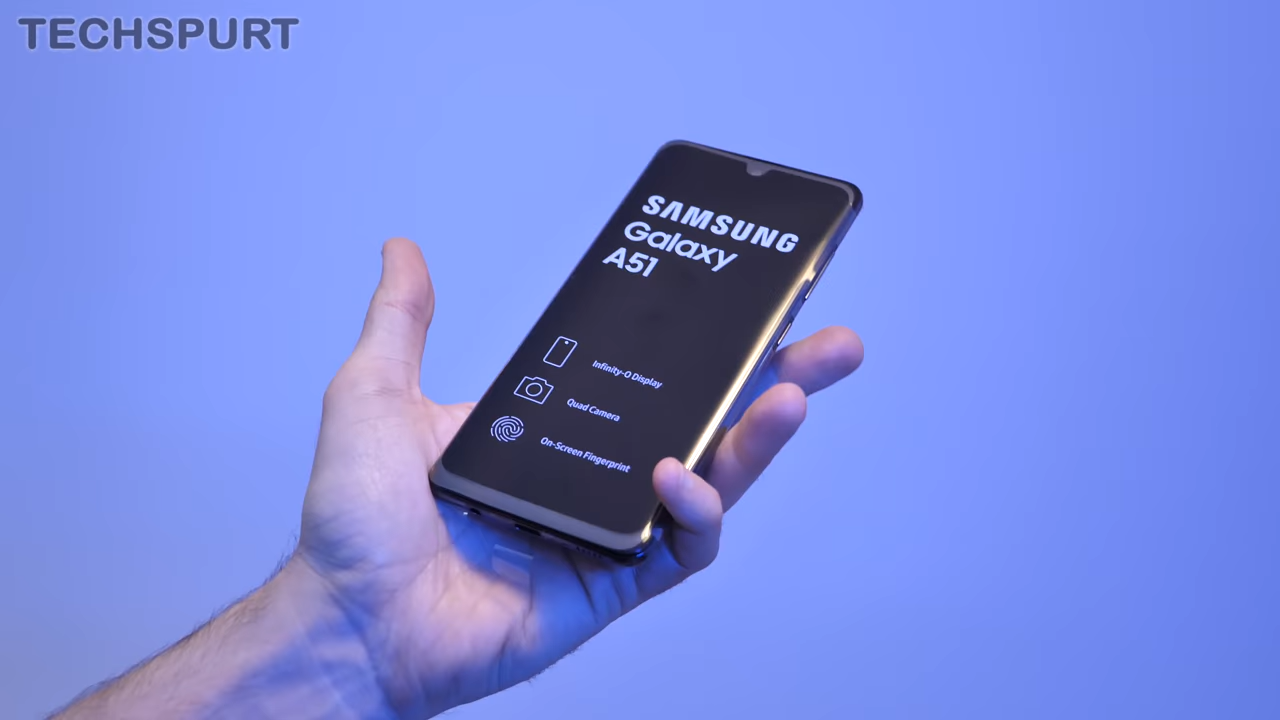 TECHSPURT
SAMSUNG
Galaxy
A51
Infinity-O Display
Quad Camera
On-Screen Fingerprint